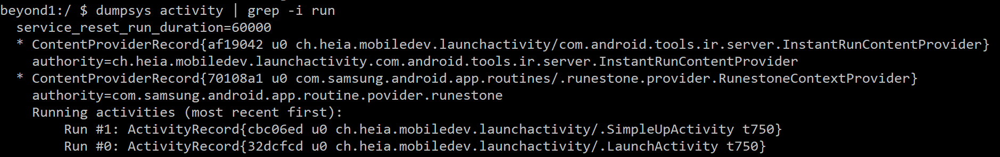 beyond1:/ $ dumpsys activity | grep -i run
service_reset_run_duration=60000
* ContentProviderRecord{af19042 u0 ch.heia.mobiledev.launchactivity/com.android.tools.ir.server.InstantRunContentProvider}
authority=ch.heia.mobiledev.launchactivity.com.android.tools.ir.server.InstantRunContentProvider
* ContentProviderRecord{70108a1 u0 com.samsung.android.app.routines/.runestone.provider.RunestoneContextProvider}
authority=com.samsung.android.app.routine.povider.runestone
Running activities (most recent first):
Run #1: ActivityRecord{cbc06ed u0 ch.heia.mobiledev.launchactivity/.SimpleUpActivity t750}
Run #0: ActivityRecord{32dcfcd u0 ch.heia.mobiledev.launchactivity/.LaunchActivity t750}